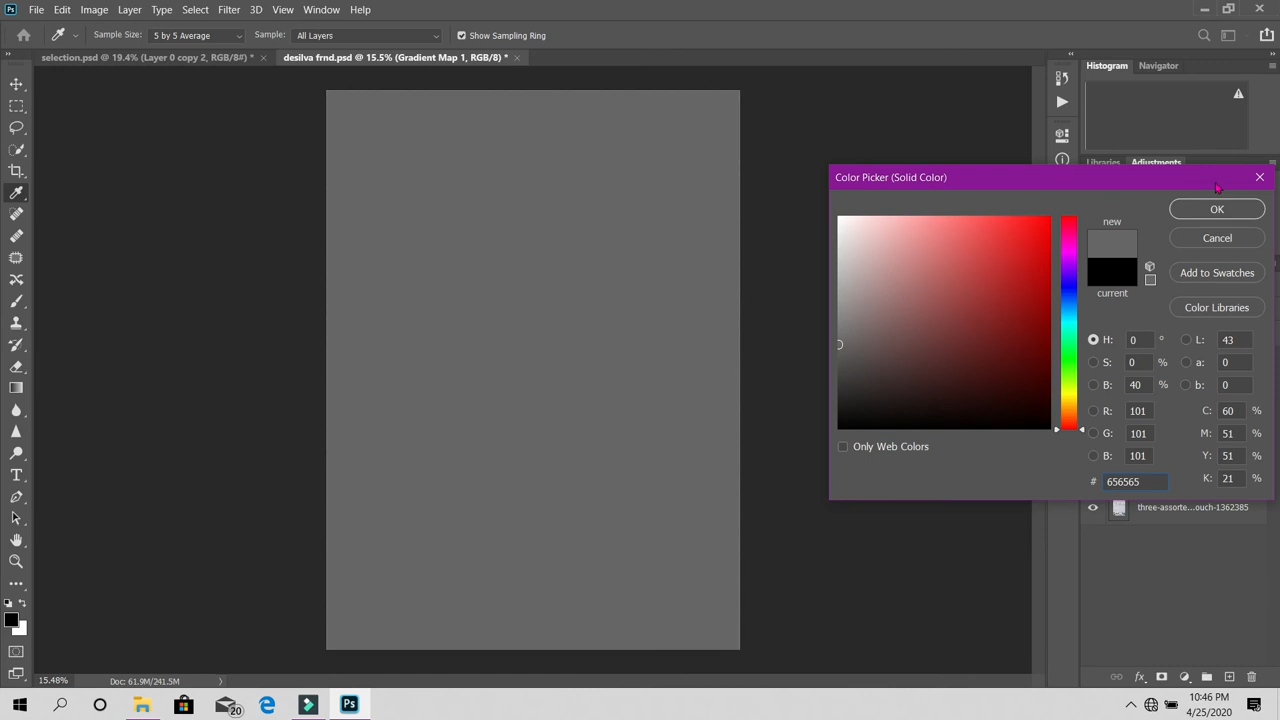 Ps File Edit Image Layer Type Select Filter 3D View Window Help
Sample Size: 5 by 5 Average Sample: All Layers Show Sampling Ring
selection.psd @ 19.4% (Layer 0 copy 2, RGB/8#) * desilva frnd.psd @ 15.5% (Gradient Map 1, RGB/8) *
Histogram Navigator
Libraries Adjustments
Color Picker (Solid Color)
OK
new
Cancel
Add to Swatches
current
Color Libraries
H: 0 ° L: 43
S: 0 % a: 0
B: 40 % b: 0
R: 101 C: 60 %
G: 101 M: 51 %
Only Web Colors
B: 101 Y: 51 %
# 656565 K: 21 %
three-assorte...ouch-1362385
15.48% Doc: 61.9M/241.5M
20 Ps
10:46 PM
4/25/2020